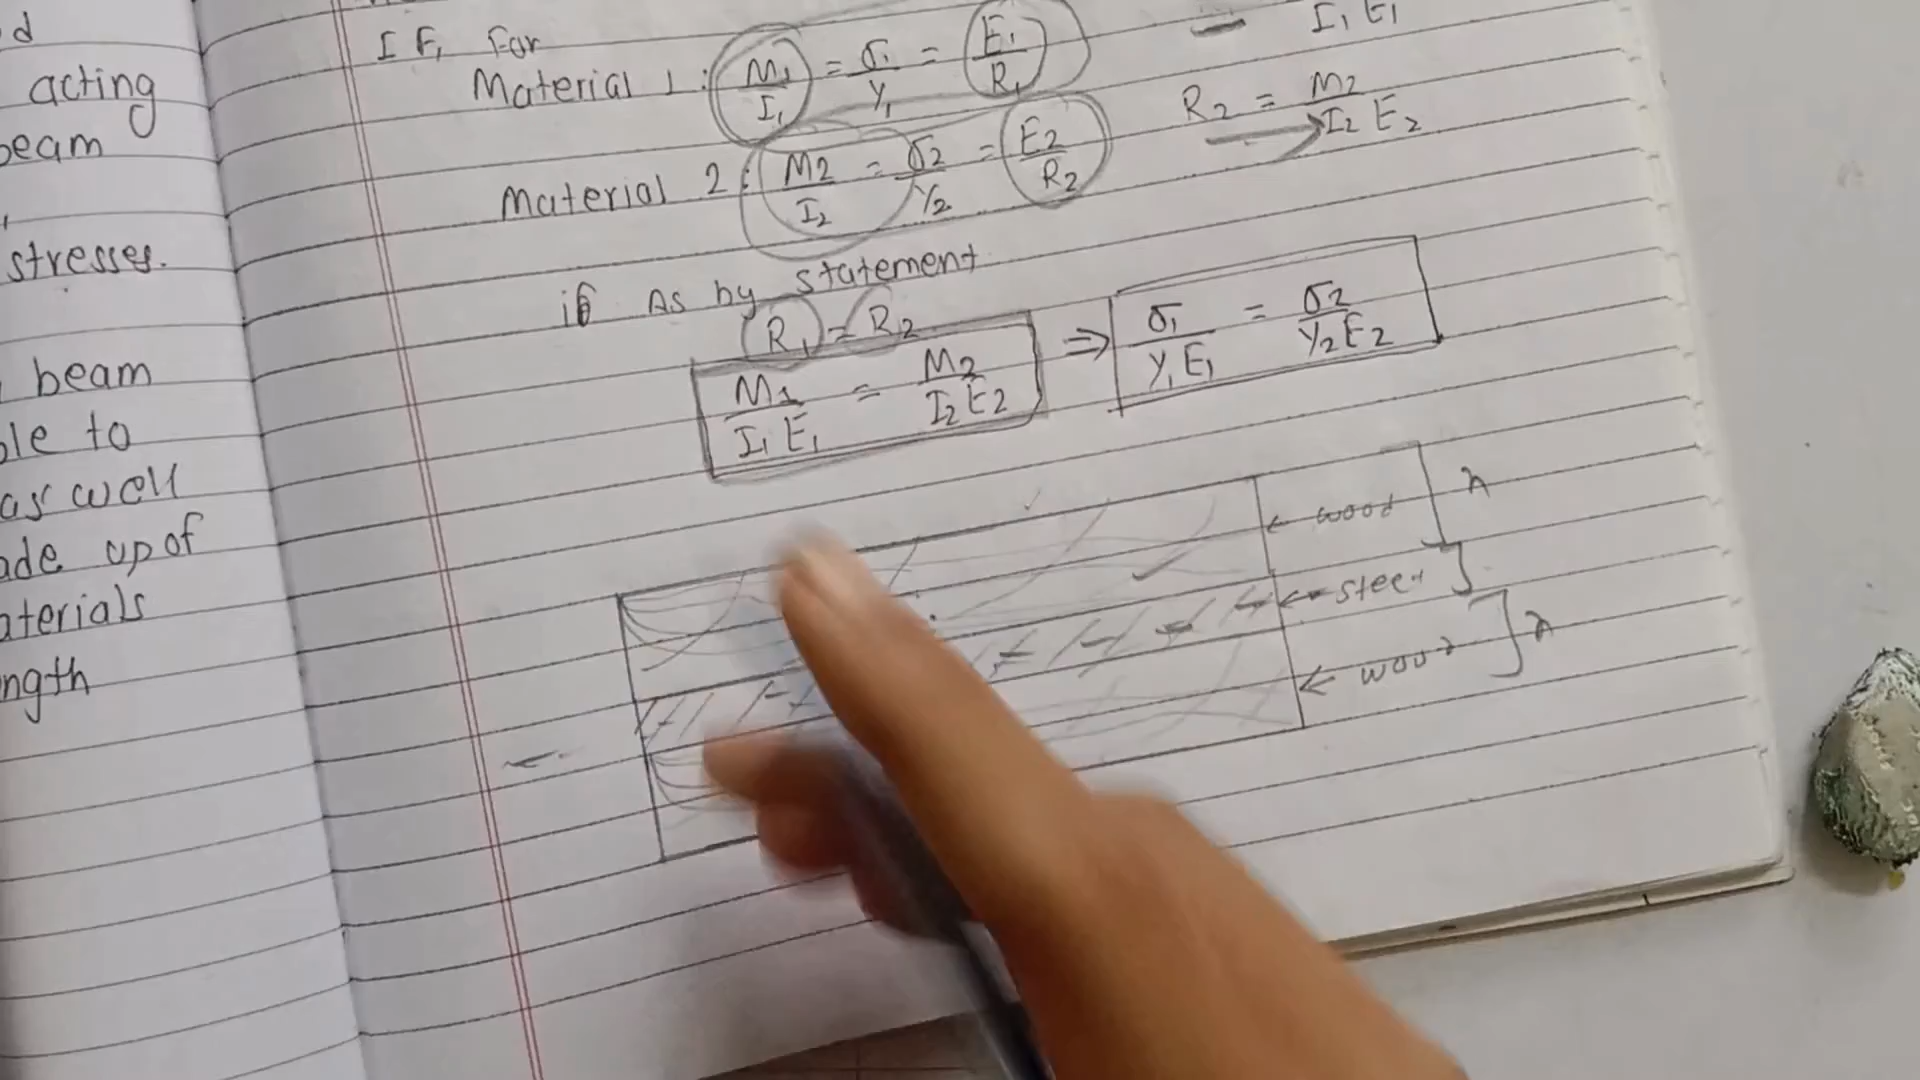 d
acting
beam
stresses.
beam
ble to
as well
ade up of
aterials
ngth
I F, For
Material 1 : M1/I1 = σ1/Y1 = E1/R1
I1 E1
Material 2 : M2/I2 = σ2/Y2 = E2/R2
R2 = M2/I2 E2
if As by statement
R1 = R2
M1/I1 E1 = M2/I2 E2 ⇒ σ1/Y1 E1 = σ2/Y2 E2
wood
steel
wood